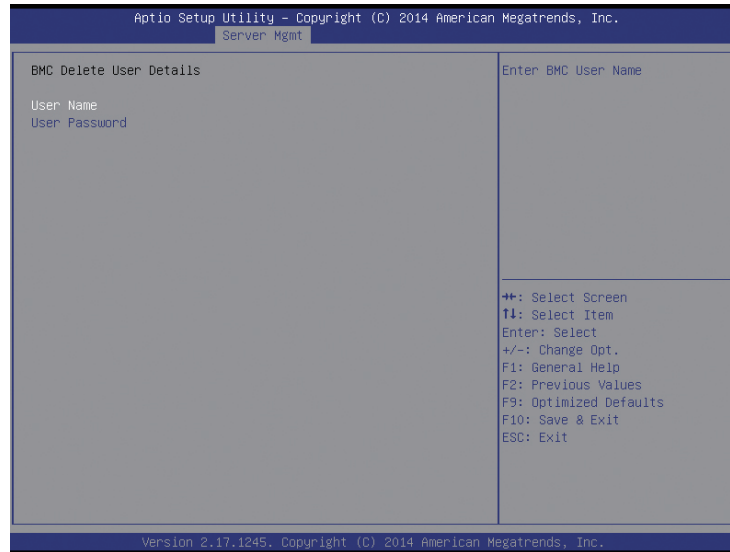 Aptio Setup Utility – Copyright (C) 2014 American Megatrends, Inc.
Server Mgmt
BMC Delete User Details
User Name
User Password
Enter BMC User Name
→←: Select Screen
↑↓: Select Item
Enter: Select
+/-: Change Opt.
F1: General Help
F2: Previous Values
F9: Optimized Defaults
F10: Save & Exit
ESC: Exit
Version 2.17.1245. Copyright (C) 2014 American Megatrends, Inc.